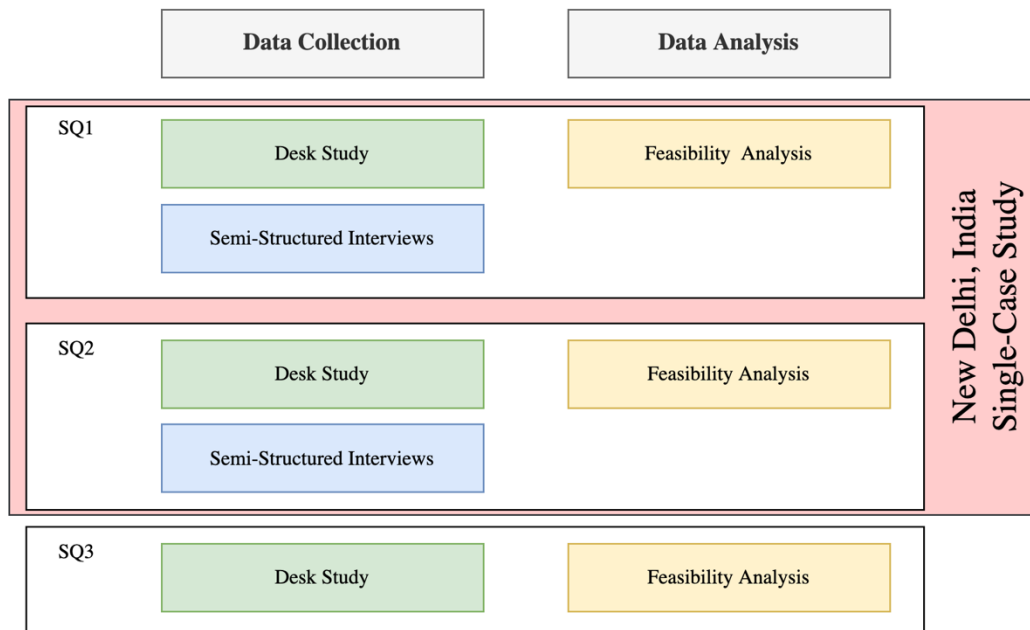 Data Collection
Data Analysis
SQ1
Desk Study
Feasibility Analysis
Semi-Structured Interviews
SQ2
Desk Study
Feasibility Analysis
Semi-Structured Interviews
New Delhi, India
Single-Case Study
SQ3
Desk Study
Feasibility Analysis